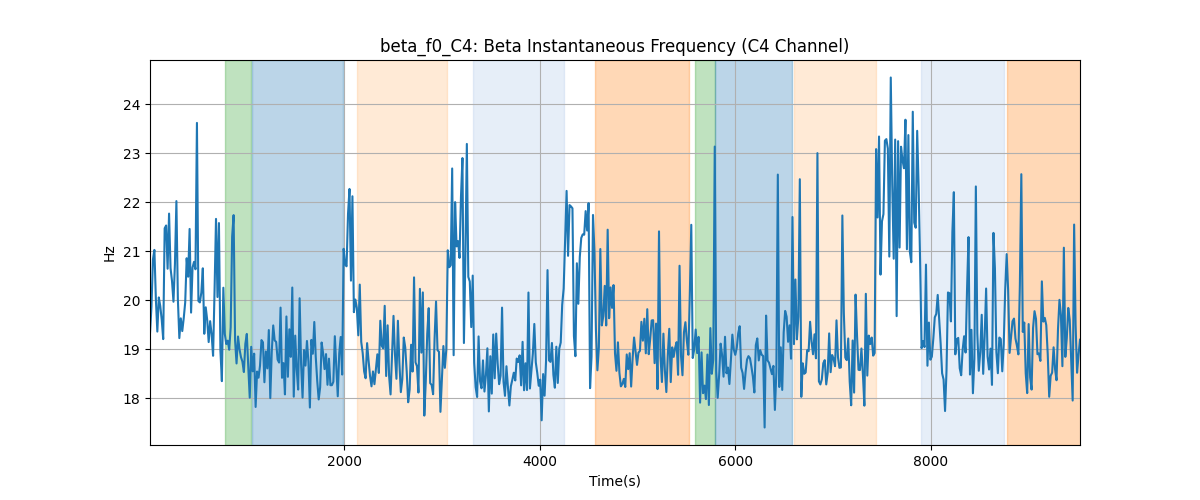 beta_f0_C4: Beta Instantaneous Frequency (C4 Channel)
24
23
22
21
20
19
18
Hz
2000 4000 6000 8000
Time(s)